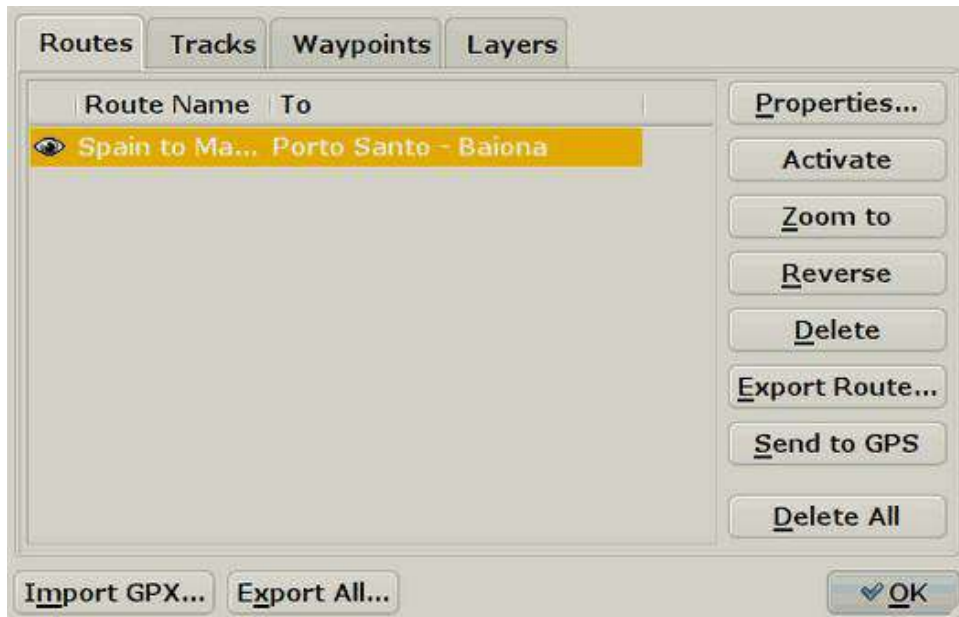 Routes Tracks Waypoints Layers
Route Name To
Spain to Ma... Porto Santo - Baiona
Properties...
Activate
Zoom to
Reverse
Delete
Export Route...
Send to GPS
Delete All
Import GPX... Export All... OK